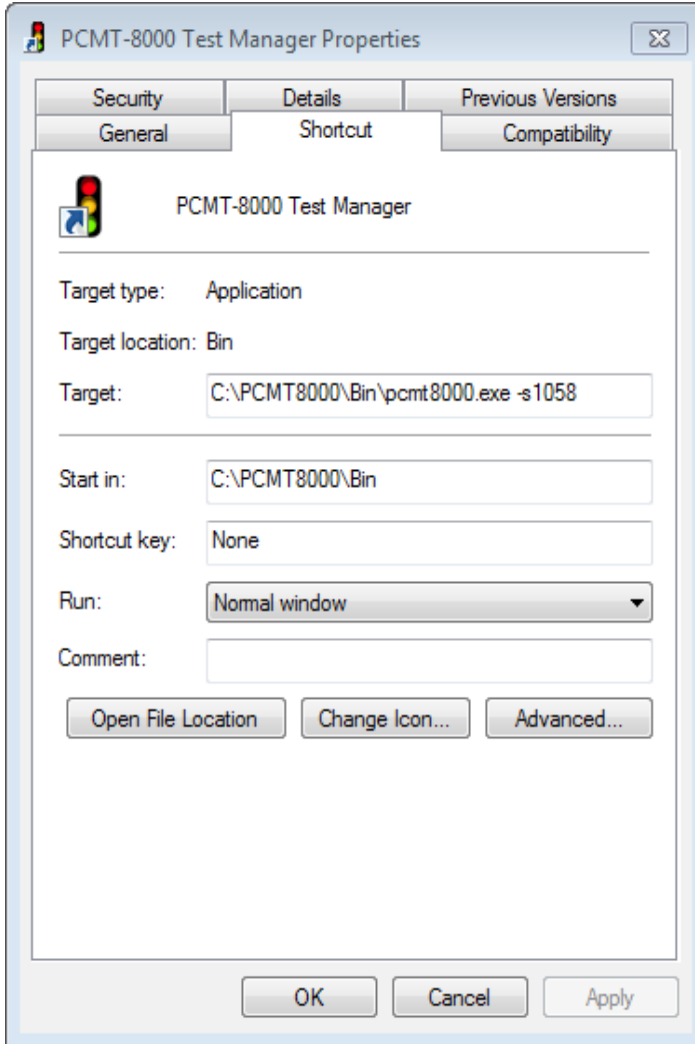 PCMT-8000 Test Manager Properties
Security Details Previous Versions
General Shortcut Compatibility
PCMT-8000 Test Manager
Target type: Application
Target location: Bin
Target: C:\PCMT8000\Bin\pcmt8000.exe -s1058
Start in: C:\PCMT8000\Bin
Shortcut key: None
Run: Normal window
Comment:
Open File Location Change Icon... Advanced...
OK Cancel Apply